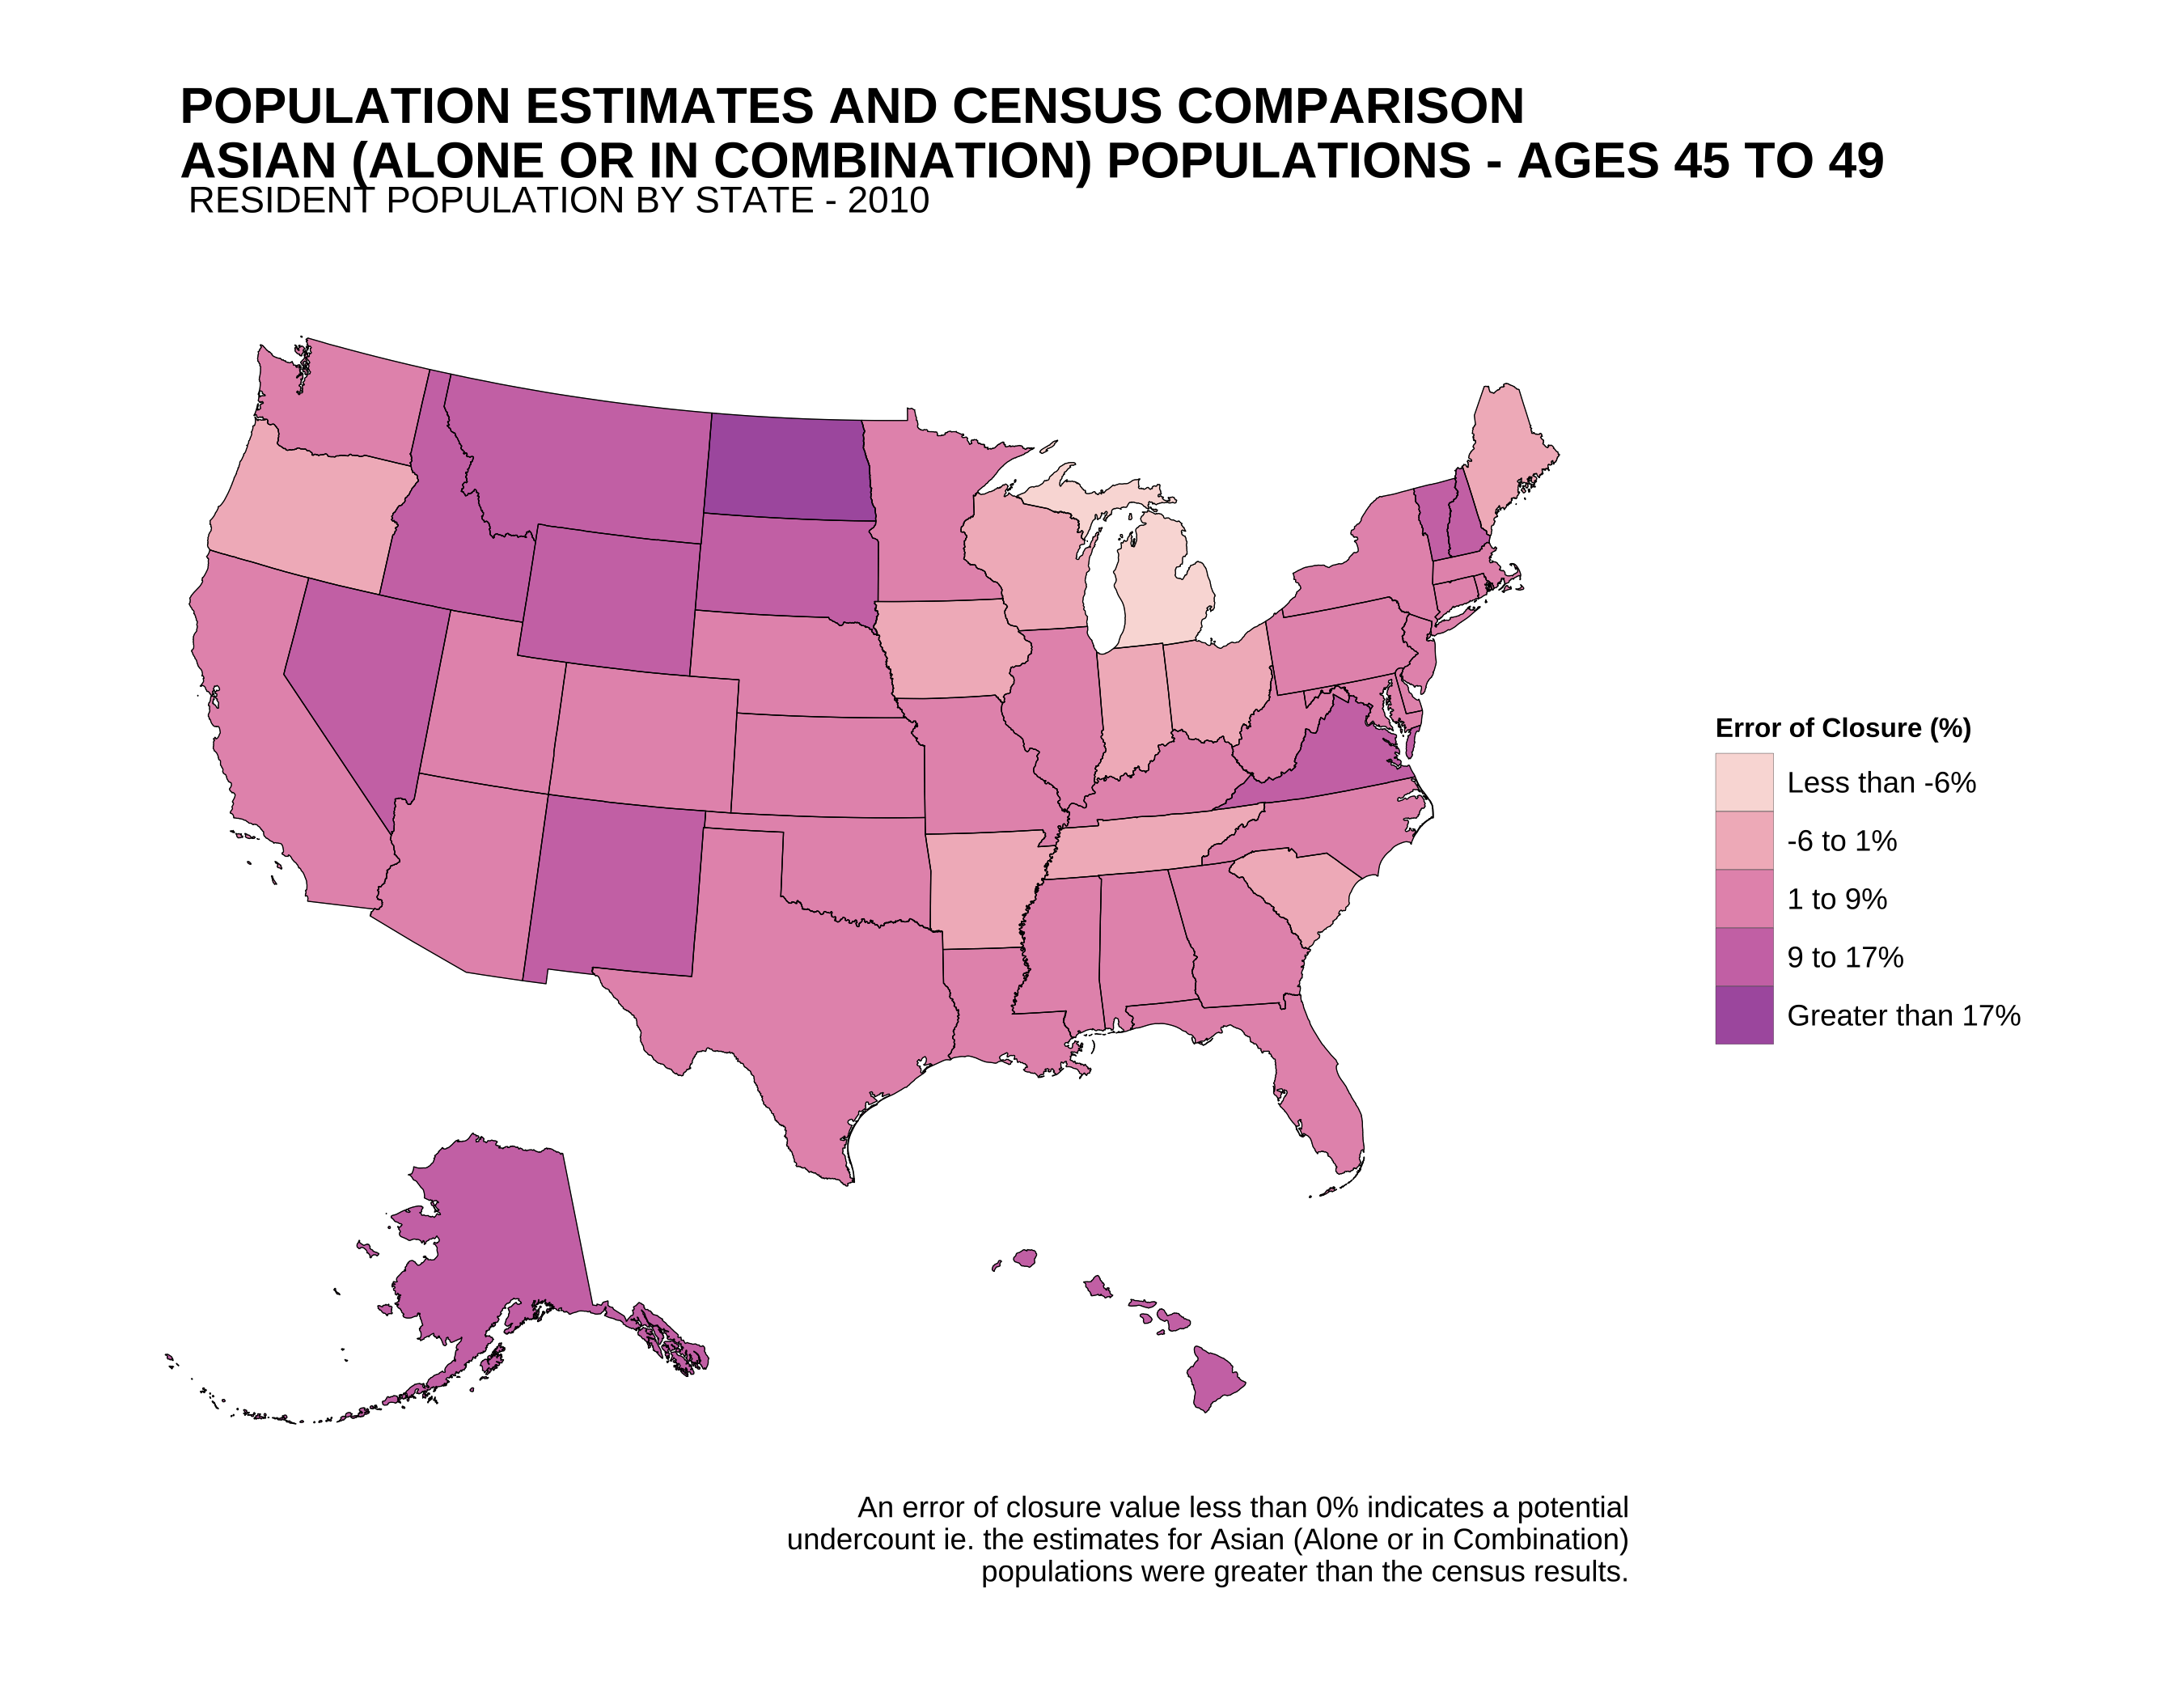 POPULATION ESTIMATES AND CENSUS COMPARISON
ASIAN (ALONE OR IN COMBINATION) POPULATIONS - AGES 45 TO 49
RESIDENT POPULATION BY STATE - 2010
Error of Closure (%)
Less than -6%
-6 to 1%
1 to 9%
9 to 17%
Greater than 17%
An error of closure value less than 0% indicates a potential
undercount ie. the estimates for Asian (Alone or in Combination)
populations were greater than the census results.